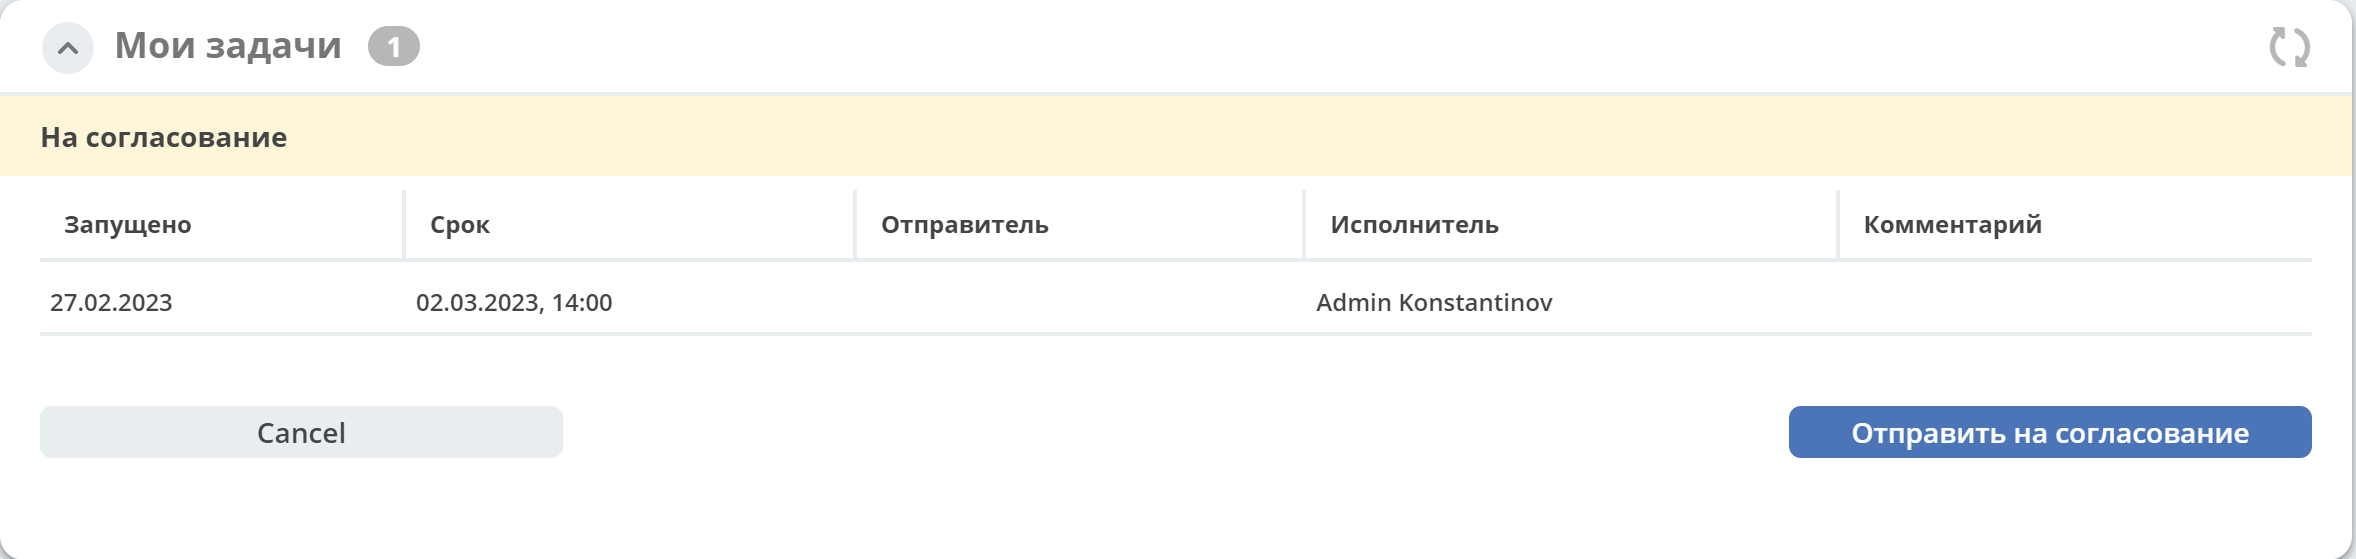 Мои задачи 1
На согласование
Запущено Срок Отправитель Исполнитель Комментарий
27.02.2023 02.03.2023, 14:00 Admin Konstantinov
Cancel Отправить на согласование